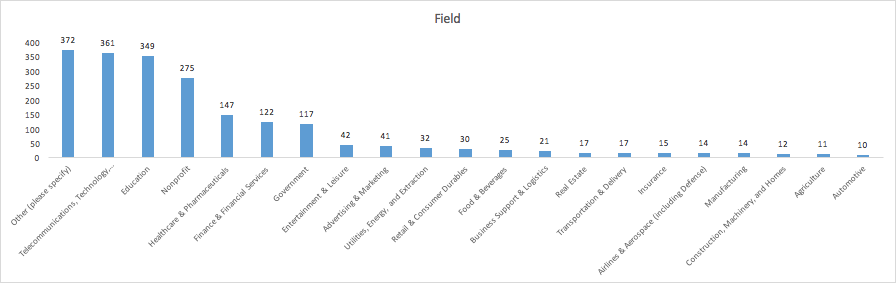 Field
400
350
300
250
200
150
100
50
0
372
361
349
275
147
122
117
42
41
32
30
25
21
17
17
15
14
14
12
11
10
Other (please specify)
Telecommunications, Technology,...
Education
Nonprofit
Healthcare & Pharmaceuticals
Finance & Financial Services
Government
Entertainment & Leisure
Advertising & Marketing
Utilities, Energy, and Extraction
Retail & Consumer Durables
Food & Beverages
Business Support & Logistics
Real Estate
Transportation & Delivery
Insurance
Airlines & Aerospace (including Defense)
Manufacturing
Construction, Machinery, and Homes
Agriculture
Automotive